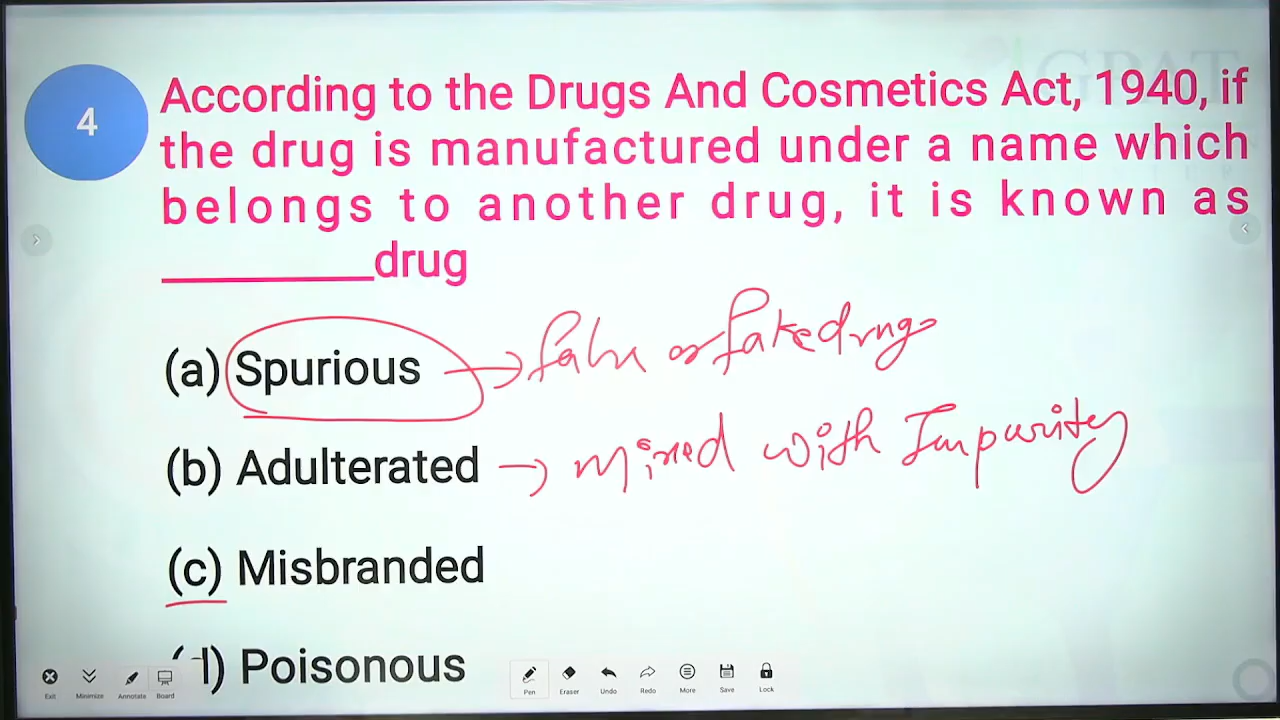 GPAT
4
According to the Drugs And Cosmetics Act, 1940, if
the drug is manufactured under a name which
belongs to another drug, it is known as
_________drug
(a) Spurious → false or fake drugs
(b) Adulterated → mixed with Impurity
(c) Misbranded
(d) Poisonous
Exit
Minimize
Annotate
Board
Pen
Eraser
Undo
Redo
More
Save
Lock